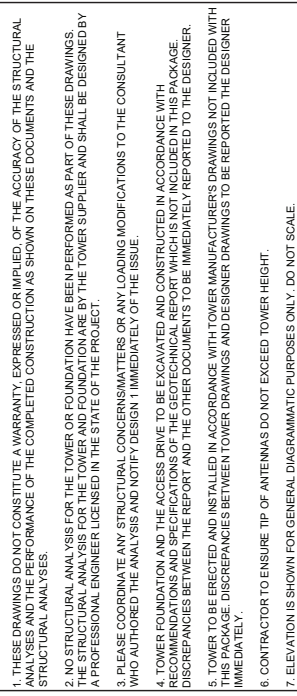 1. THESE DRAWINGS DO NOT CONSTITUTE A WARRANTY, EXPRESSED OR IMPLIED, OF THE ACCURACY OF THE STRUCTURAL
ANALYSES AND THE PERFORMANCE OF THE COMPLETED CONSTRUCTION AS SHOWN ON THESE DOCUMENTS AND THE
STRUCTURAL ANALYSES.
2. NO STRUCTURAL ANALYSIS FOR THE TOWER OR FOUNDATION HAVE BEEN PERFORMED AS PART OF THESE DRAWINGS.
THE STRUCTURAL ANALYSIS FOR THE TOWER AND FOUNDATION ARE BY THE TOWER SUPPLIER AND SHALL BE DESIGNED BY
A PROFESSIONAL ENGINEER LICENSED IN THE STATE OF THE PROJECT.
3. PLEASE COORDINATE ANY STRUCTURAL CONCERNS/MATTERS OR ANY LOADING MODIFICATIONS TO THE CONSULTANT
WHO AUTHORED THE ANALYSIS AND NOTIFY DESIGN 1 IMMEDIATELY OF THE ISSUE.
4. TOWER FOUNDATION AND THE ACCESS DRIVE TO BE EXCAVATED AND CONSTRUCTED IN ACCORDANCE WITH
RECOMMENDATIONS AND SPECIFICATIONS OF THE GEOTECHNICAL REPORT WHICH IS NOT INCLUDED IN THIS PACKAGE.
DISCREPANCIES BETWEEN THE REPORT AND THE OTHER DOCUMENTS TO BE IMMEDIATELY REPORTED TO THE DESIGNER.
5. TOWER TO BE ERECTED AND INSTALLED IN ACCORDANCE WITH TOWER MANUFACTURER'S DRAWINGS NOT INCLUDED WITH
THIS PACKAGE. DISCREPANCIES BETWEEN TOWER DRAWINGS AND DESIGNER DRAWINGS TO BE REPORTED THE DESIGNER
IMMEDIATELY.
6. CONTRACTOR TO ENSURE TIP OF ANTENNAS DO NOT EXCEED TOWER HEIGHT.
7. ELEVATION IS SHOWN FOR GENERAL DIAGRAMMATIC PURPOSES ONLY. DO NOT SCALE.